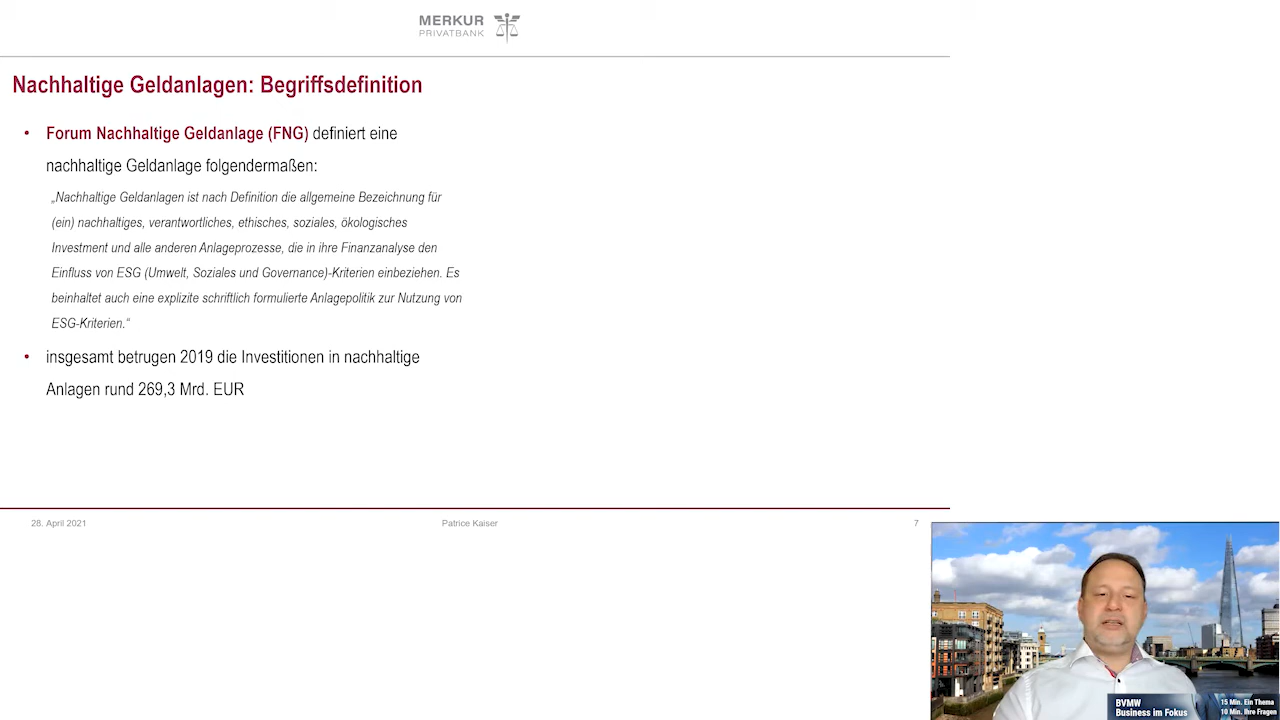 MERKUR
PRIVATBANK
Nachhaltige Geldanlagen: Begriffsdefinition
• Forum Nachhaltige Geldanlage (FNG) definiert eine
nachhaltige Geldanlage folgendermaßen:
„Nachhaltige Geldanlagen ist nach Definition die allgemeine Bezeichnung für
(ein) nachhaltiges, verantwortliches, ethisches, soziales, ökologisches
Investment und alle anderen Anlageprozesse, die in ihre Finanzanalyse den
Einfluss von ESG (Umwelt, Soziales und Governance)-Kriterien einbeziehen. Es
beinhaltet auch eine explizite schriftlich formulierte Anlagepolitik zur Nutzung von
ESG-Kriterien.“
• insgesamt betrugen 2019 die Investitionen in nachhaltige
Anlagen rund 269,3 Mrd. EUR
28. April 2021
Patrice Kaiser
7
BVMW
Business im Fokus
15 Min. Ein Thema
10 Min. Ihre Fragen